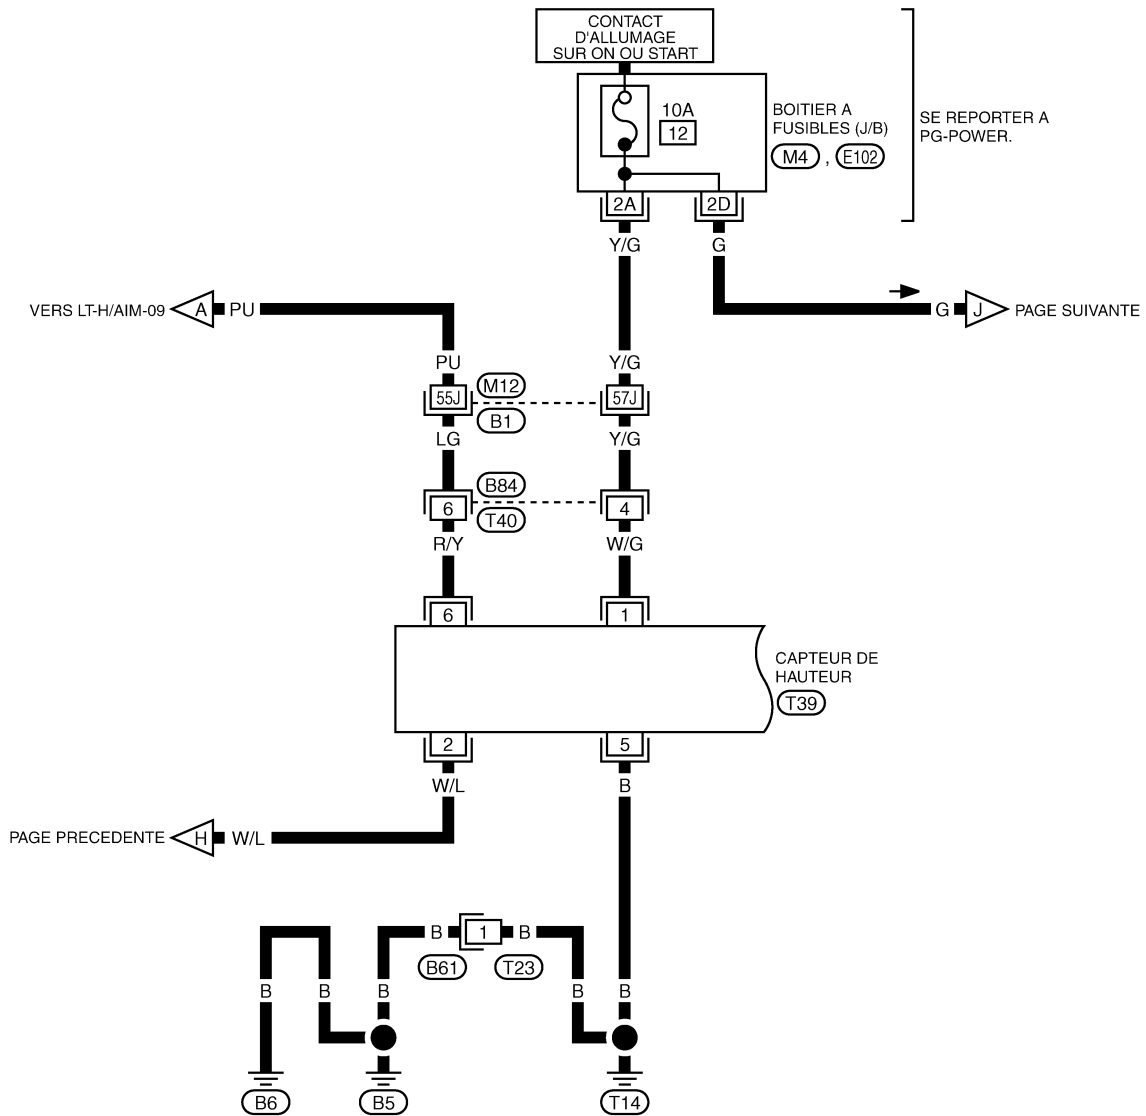 CONTACT
D'ALLUMAGE
SUR ON OU START
10A
12
BOITIER A
FUSIBLES (J/B)
M4 , E102
SE REPORTER A
PG-POWER.
2A 2D
Y/G G
VERS LT-H/AIM-09 A PU
G J PAGE SUIVANTE
PU Y/G
55J M12 57J
B1
LG Y/G
B84
6 T40 4
R/Y W/G
6 1
CAPTEUR DE
HAUTEUR
T39
2 5
W/L B
PAGE PRECEDENTE H W/L
B 1 B
B61 T23
B B B B B
B6 B5 T14